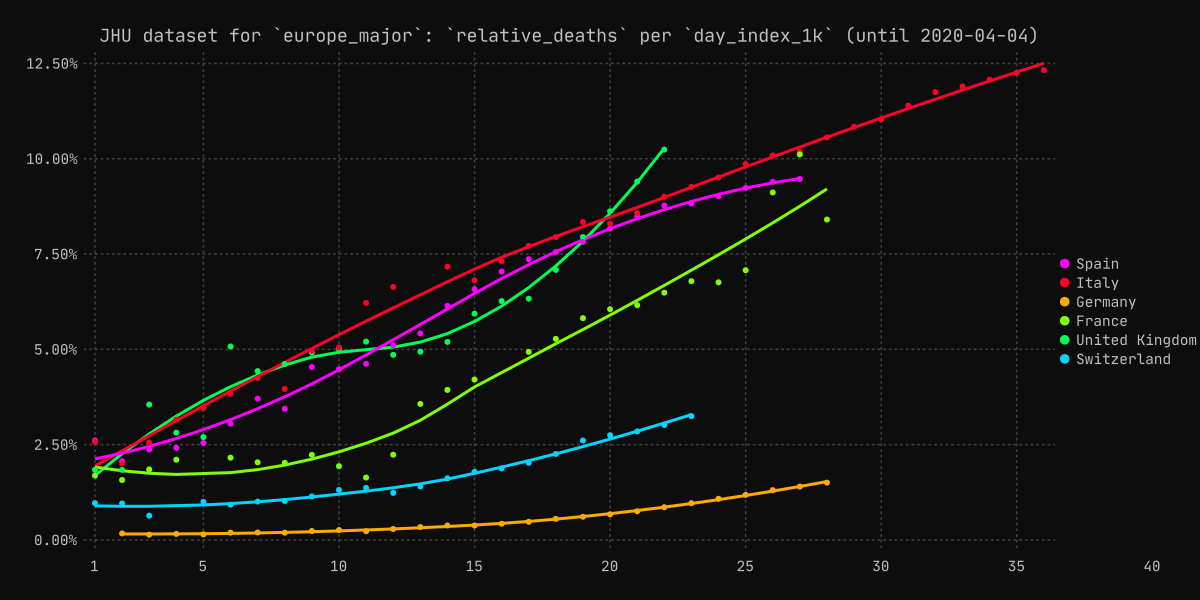 JHU dataset for `europe_major`: `relative_deaths` per `day_index_1k` (until 2020-04-04)
12.50%
10.00%
7.50%
5.00%
2.50%
0.00%
1 5 10 15 20 25 30 35 40
Spain
Italy
Germany
France
United Kingdom
Switzerland